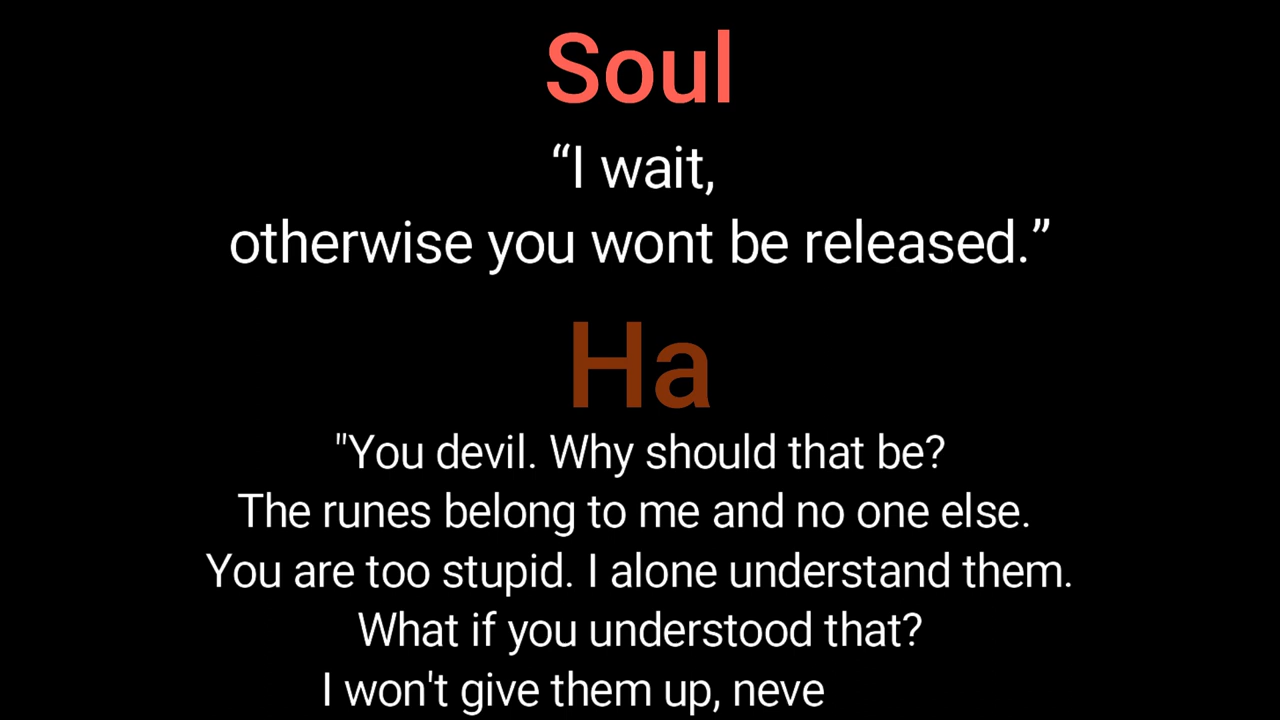 Soul
“I wait,
otherwise you wont be released.”
Ha
"You devil. Why should that be?
The runes belong to me and no one else.
You are too stupid. I alone understand them.
What if you understood that?
I won't give them up, neve